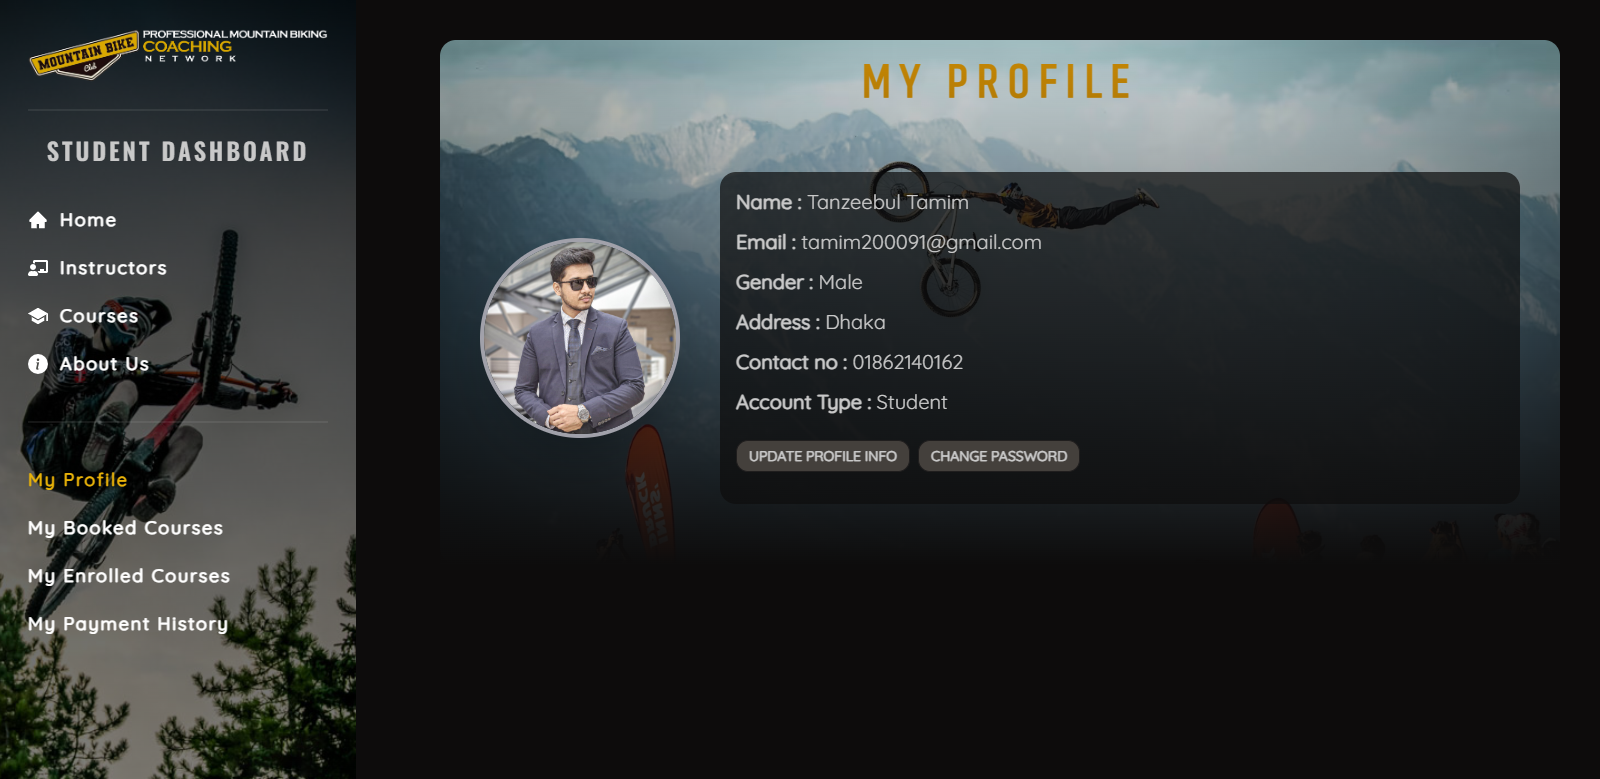 MOUNTAIN BIKE
Club
PROFESSIONAL MOUNTAIN BIKING
COACHING
NETWORK
STUDENT DASHBOARD
Home
Instructors
Courses
About Us
My Profile
My Booked Courses
My Enrolled Courses
My Payment History
MY PROFILE
Name : Tanzeebul Tamim
Email : tamim200091@gmail.com
Gender : Male
Address : Dhaka
Contact no : 01862140162
Account Type : Student
UPDATE PROFILE INFO
CHANGE PASSWORD